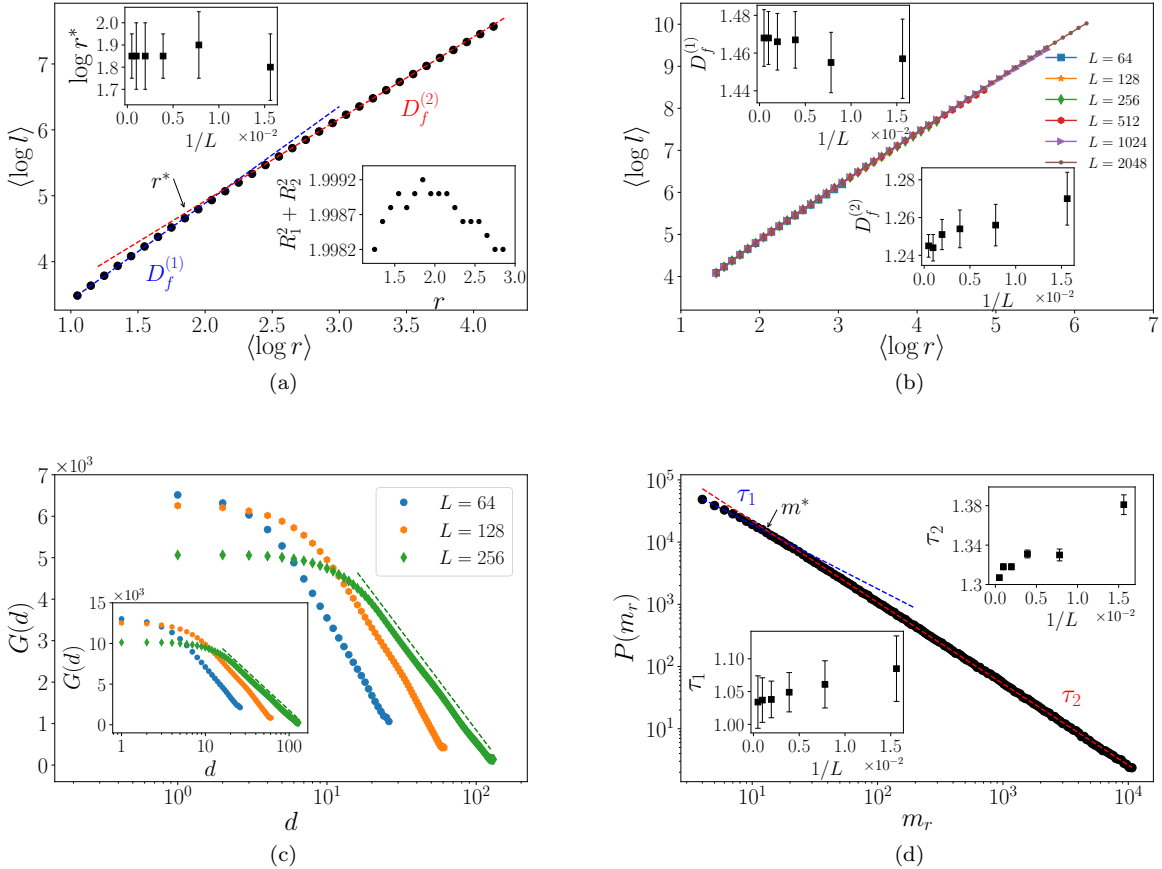 log r*
2.0
1.9
1.8
1.7
0.0 0.5 1.0 1.5
1/L ×10⁻²
⟨log l⟩
7
6
5
4
r*
D_f^(1)
D_f^(2)
R₁² + R₂²
1.9992
1.9987
1.9982
1.5 2.0 2.5 3.0
r
1.0 1.5 2.0 2.5 3.0 3.5 4.0
⟨log r⟩
(a)
D_f^(1)
1.48
1.46
1.44
0.0 0.5 1.0 1.5
1/L ×10⁻²
⟨log l⟩
10
9
8
7
6
5
4
L = 64
L = 128
L = 256
L = 512
L = 1024
L = 2048
D_f^(2)
1.28
1.26
1.24
0.0 0.5 1.0 1.5
1/L ×10⁻²
1 2 3 4 5 6 7
⟨log r⟩
(b)
×10³
G(d)
7
6
5
4
3
2
1
0
L = 64
L = 128
L = 256
×10³
G(d)
15
10
5
0
1 10 100
d
10⁰ 10¹ 10²
d
(c)
P(m_r)
10⁵
10⁴
10³
10²
10¹
τ₁
m*
τ₂
τ₂
1.38
1.34
1.3
0.0 0.5 1.0 1.5
1/L ×10⁻²
τ₁
1.10
1.05
1.00
0.0 0.5 1.0 1.5
1/L ×10⁻²
10¹ 10² 10³ 10⁴
m_r
(d)